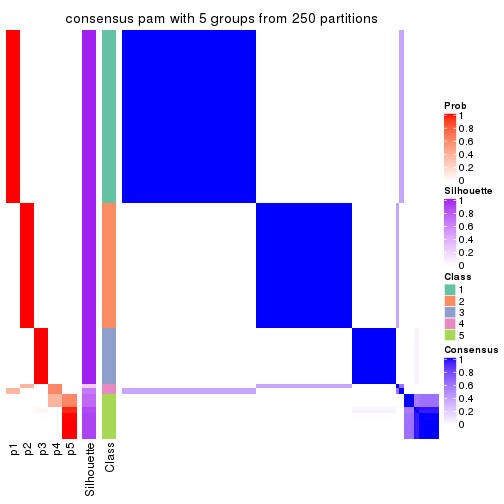 consensus pam with 5 groups from 250 partitions
Prob
1
0.8
0.6
0.4
0.2
0
Silhouette
1
0.8
0.6
0.4
0.2
0
Class
1
2
3
4
5
Consensus
1
0.8
0.6
0.4
0.2
0
p1
p2
p3
p4
p5
Silhouette
Class